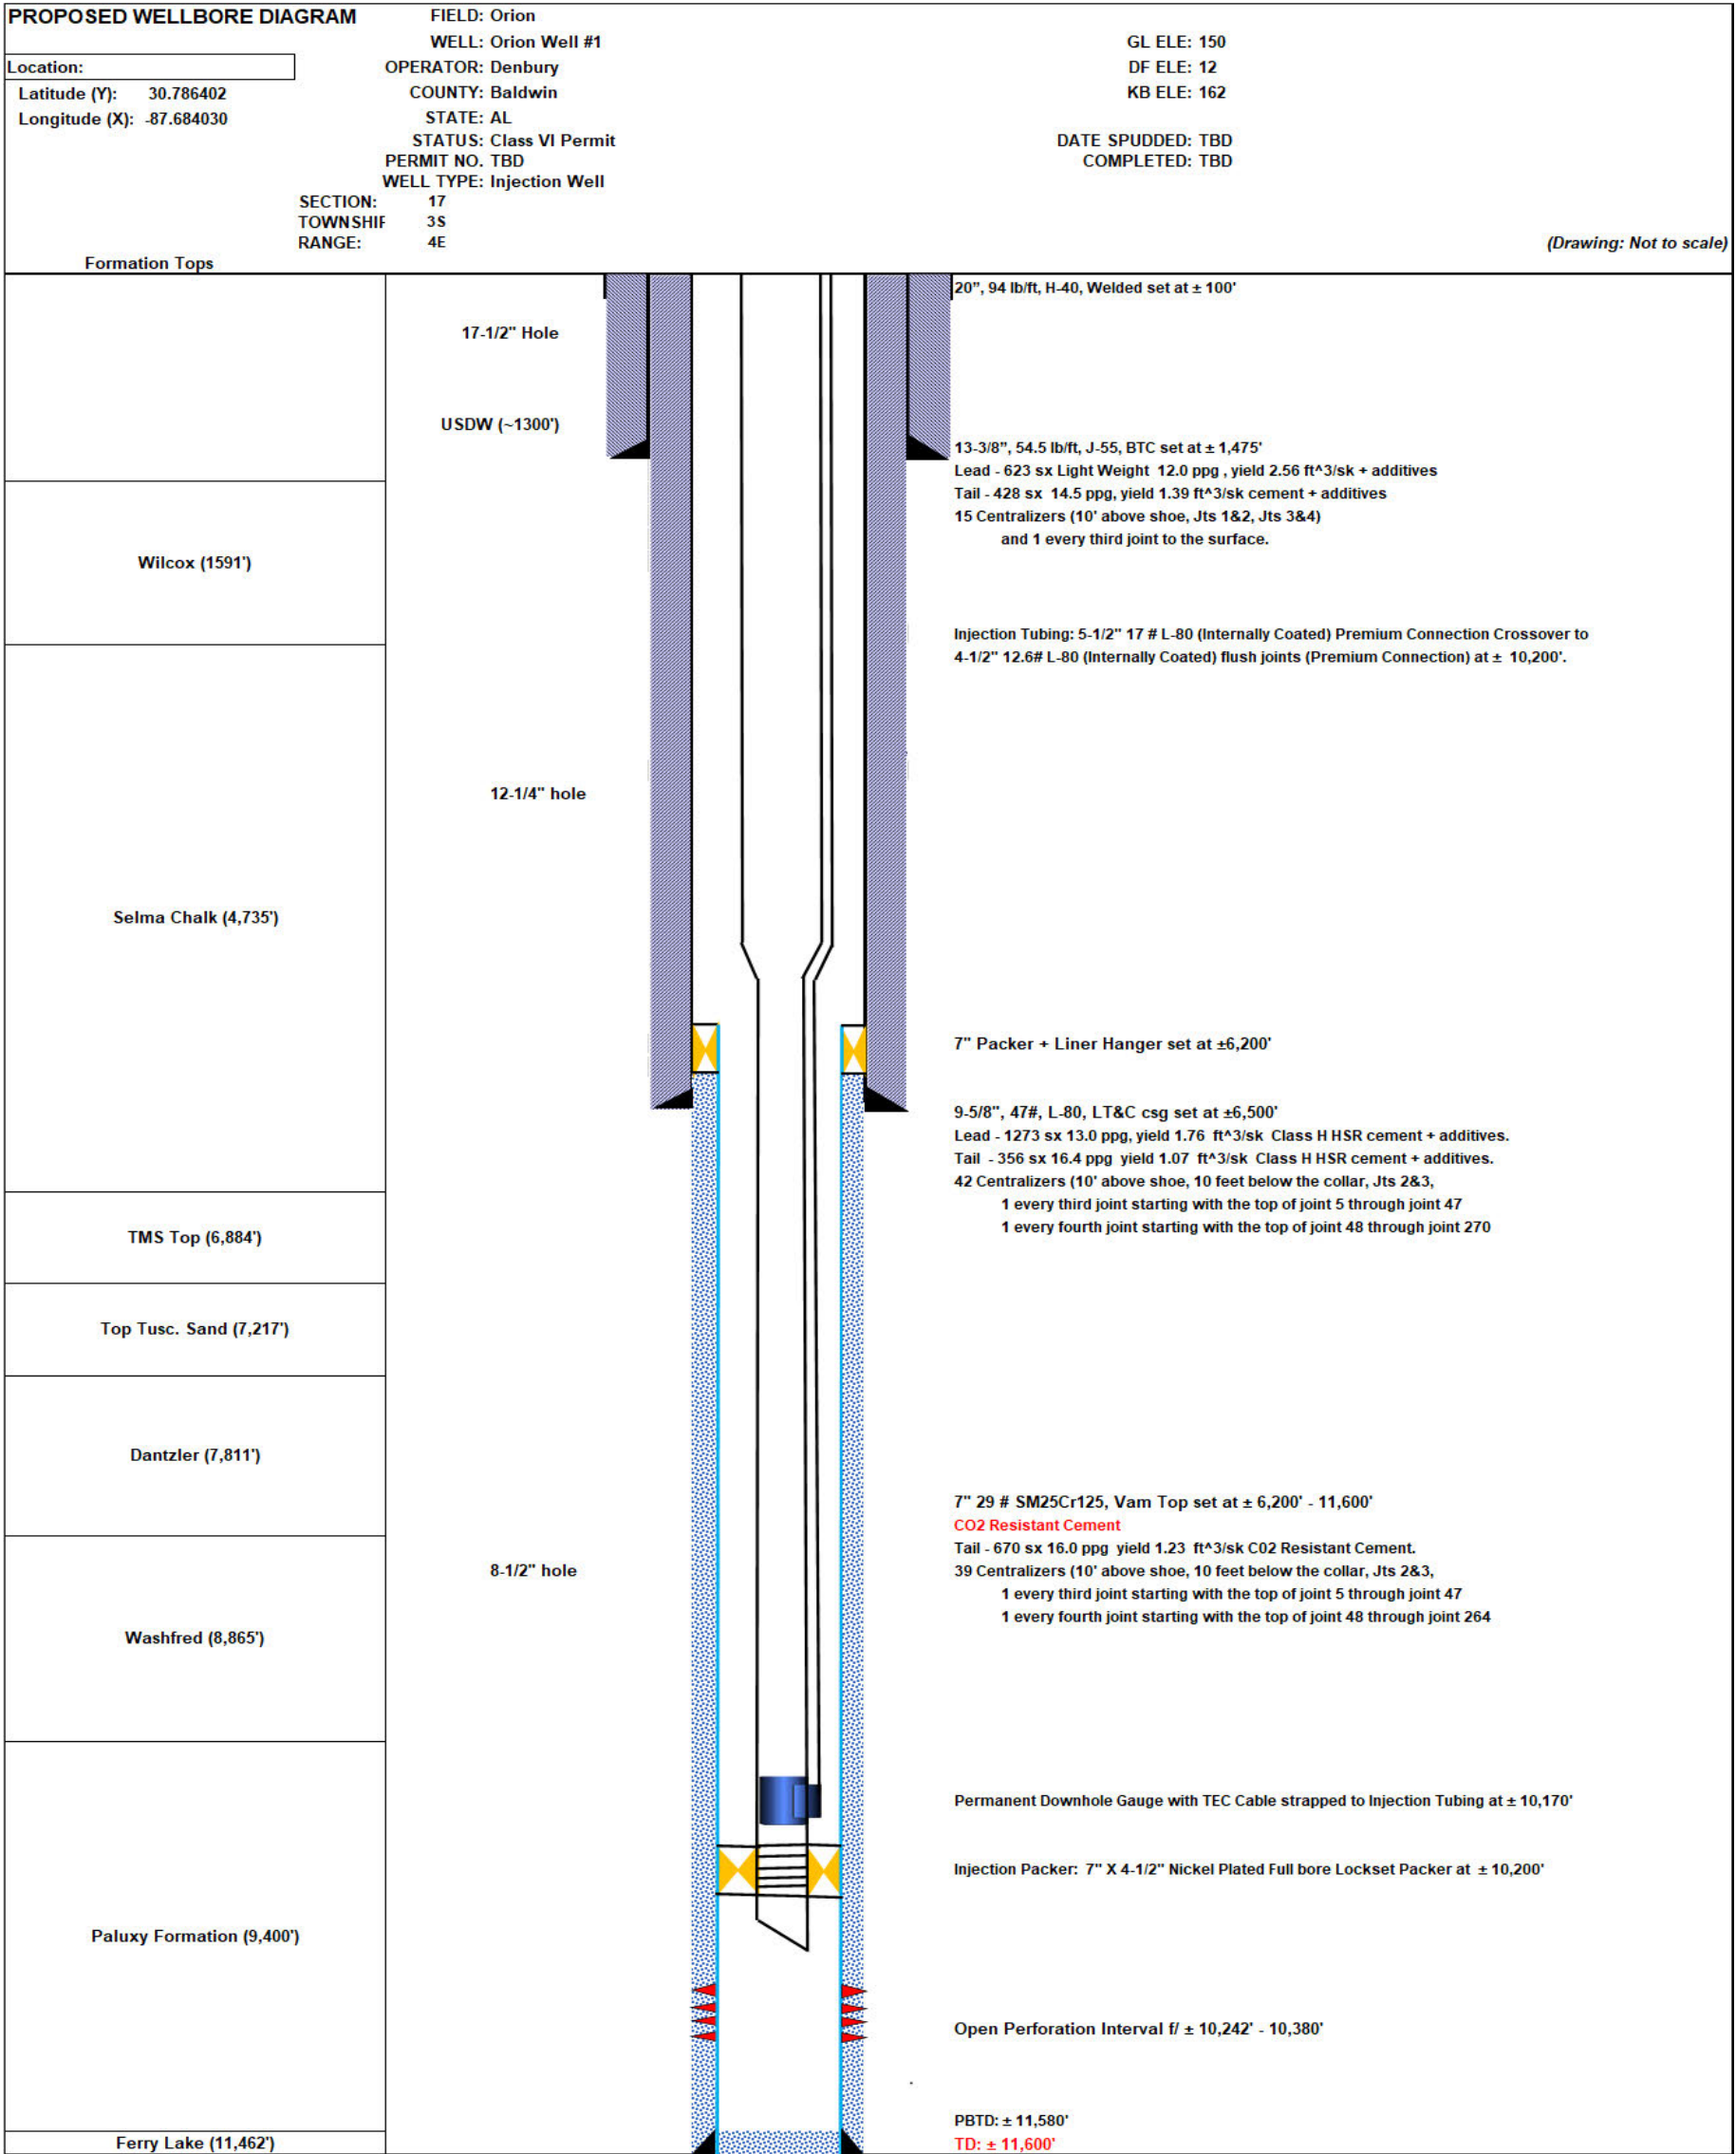 PROPOSED WELLBORE DIAGRAM
FIELD: Orion
WELL: Orion Well #1
GL ELE: 150
Location:
OPERATOR: Denbury
DF ELE: 12
Latitude (Y): 30.786402
COUNTY: Baldwin
KB ELE: 162
Longitude (X): -87.684030
STATE: AL
STATUS: Class VI Permit
DATE SPUDDED: TBD
PERMIT NO. TBD
COMPLETED: TBD
WELL TYPE: Injection Well
SECTION: 17
TOWNSHIF 3S
RANGE: 4E
(Drawing: Not to scale)
Formation Tops
20”, 94 lb/ft, H-40, Welded set at ± 100'
17-1/2" Hole
USDW (~1300')
13-3/8”, 54.5 lb/ft, J-55, BTC set at ± 1,475'
Lead - 623 sx Light Weight 12.0 ppg , yield 2.56 ft^3/sk + additives
Tail - 428 sx 14.5 ppg, yield 1.39 ft^3/sk cement + additives
15 Centralizers (10' above shoe, Jts 1&2, Jts 3&4)
and 1 every third joint to the surface.
Wilcox (1591')
Injection Tubing: 5-1/2" 17 # L-80 (Internally Coated) Premium Connection Crossover to
4-1/2" 12.6# L-80 (Internally Coated) flush joints (Premium Connection) at ± 10,200'.
12-1/4" hole
Selma Chalk (4,735')
7" Packer + Liner Hanger set at ±6,200'
9-5/8", 47#, L-80, LT&C csg set at ±6,500'
Lead - 1273 sx 13.0 ppg, yield 1.76 ft^3/sk Class H HSR cement + additives.
Tail - 356 sx 16.4 ppg yield 1.07 ft^3/sk Class H HSR cement + additives.
42 Centralizers (10' above shoe, 10 feet below the collar, Jts 2&3,
1 every third joint starting with the top of joint 5 through joint 47
1 every fourth joint starting with the top of joint 48 through joint 270
TMS Top (6,884')
Top Tusc. Sand (7,217')
Dantzler (7,811')
7" 29 # SM25Cr125, Vam Top set at ± 6,200' - 11,600'
CO2 Resistant Cement
Tail - 670 sx 16.0 ppg yield 1.23 ft^3/sk C02 Resistant Cement.
8-1/2" hole
39 Centralizers (10' above shoe, 10 feet below the collar, Jts 2&3,
1 every third joint starting with the top of joint 5 through joint 47
1 every fourth joint starting with the top of joint 48 through joint 264
Washfred (8,865')
Permanent Downhole Gauge with TEC Cable strapped to Injection Tubing at ± 10,170'
Injection Packer: 7" X 4-1/2" Nickel Plated Full bore Lockset Packer at ± 10,200'
Paluxy Formation (9,400')
Open Perforation Interval f/ ± 10,242' - 10,380'
PBTD: ± 11,580'
Ferry Lake (11,462')
TD: ± 11,600'